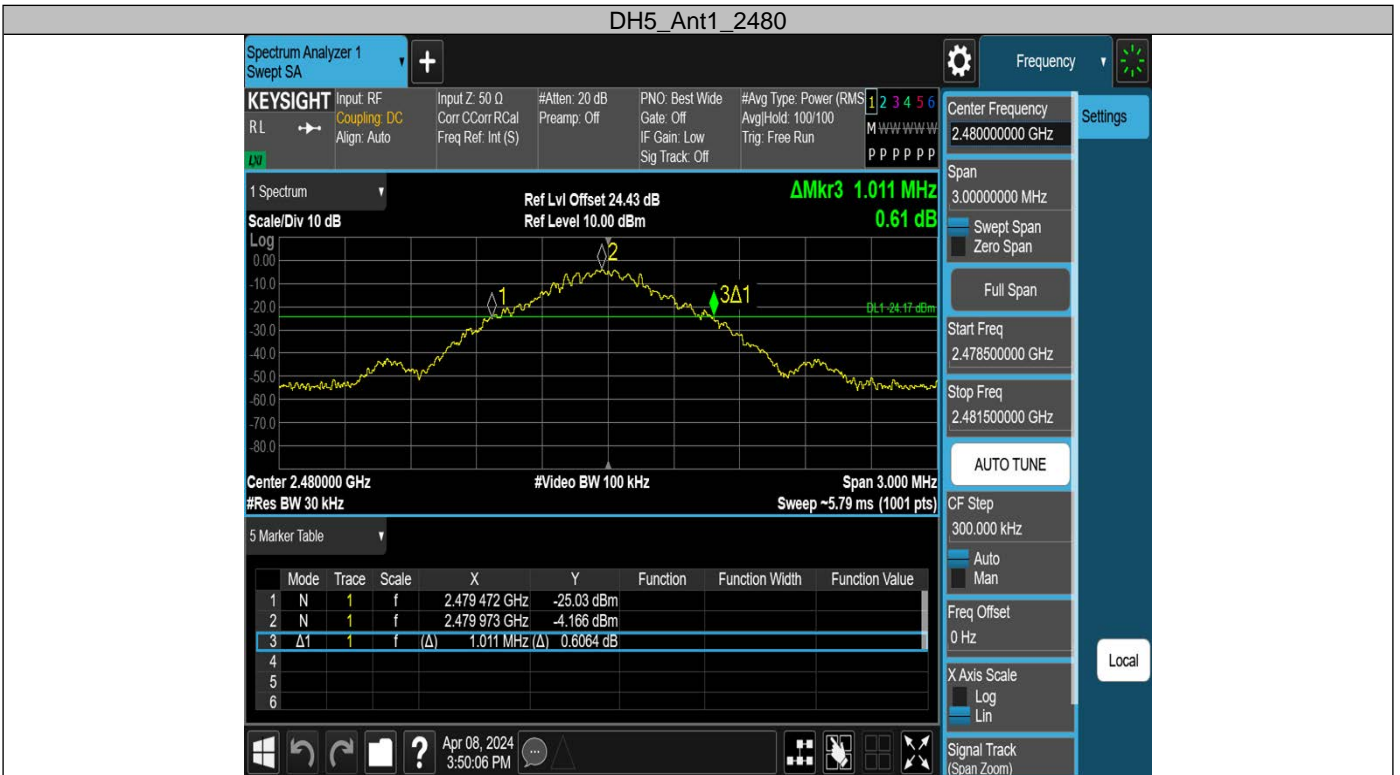 DH5_Ant1_2480
Spectrum Analyzer 1
Swept SA
+
Frequency
KEYSIGHT
RL
LXI
Input: RF
Coupling: DC
Align: Auto
Input Z: 50 Ω
Corr CCorr RCal
Freq Ref: Int (S)
#Atten: 20 dB
Preamp: Off
PNO: Best Wide
Gate: Off
IF Gain: Low
Sig Track: Off
#Avg Type: Power (RMS
Avg|Hold: 100/100
Trig: Free Run
1 2 3 4 5 6
M W W W W W
P P P P P P
1 Spectrum
Scale/Div 10 dB
Ref Lvl Offset 24.43 dB
Ref Level 10.00 dBm
ΔMkr3 1.011 MHz
0.61 dB
Log
0.00
-10.0
-20.0
-30.0
-40.0
-50.0
-60.0
-70.0
-80.0
1
2
3Δ1
DL1 -24.17 dBm
Center 2.480000 GHz
#Res BW 30 kHz
#Video BW 100 kHz
Span 3.000 MHz
Sweep ~5.79 ms (1001 pts)
5 Marker Table
Mode Trace Scale X Y Function Function Width Function Value
1 N 1 f 2.479 472 GHz -25.03 dBm
2 N 1 f 2.479 973 GHz -4.166 dBm
3 Δ1 1 f (Δ) 1.011 MHz (Δ) 0.6064 dB
4
5
6
?
Apr 08, 2024
3:50:06 PM
Center Frequency
2.480000000 GHz
Settings
Span
3.00000000 MHz
Swept Span
Zero Span
Full Span
Start Freq
2.478500000 GHz
Stop Freq
2.481500000 GHz
AUTO TUNE
CF Step
300.000 kHz
Auto
Man
Freq Offset
0 Hz
X Axis Scale
Log
Lin
Local
Signal Track
(Span Zoom)